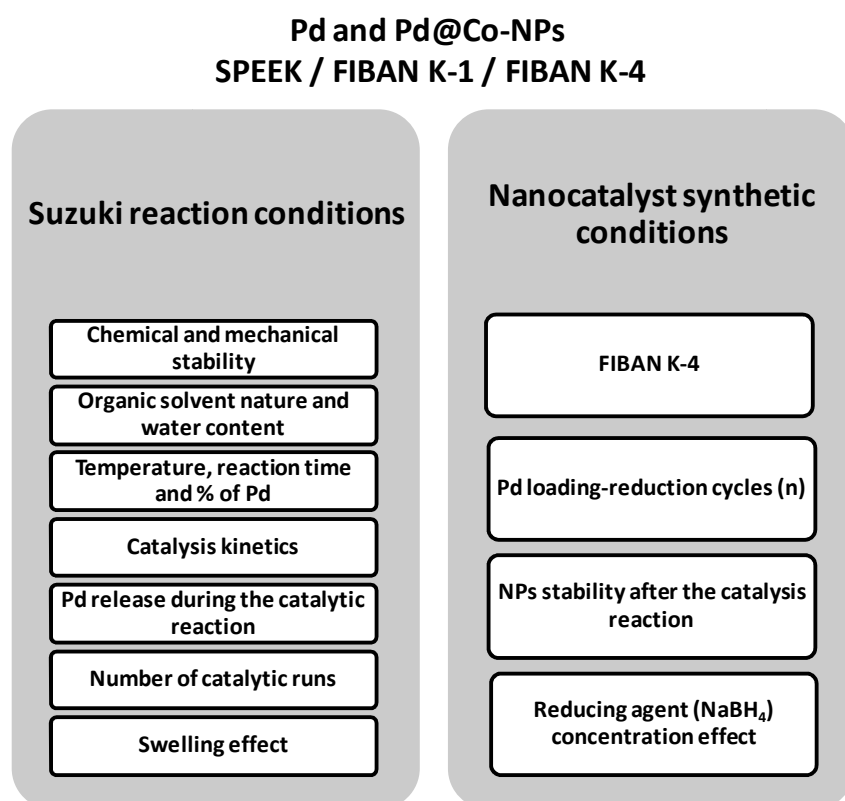 Pd and Pd@Co-NPs
SPEEK / FIBAN K-1 / FIBAN K-4
Suzuki reaction conditions
Chemical and mechanical
stability
Organic solvent nature and
water content
Temperature, reaction time
and % of Pd
Catalysis kinetics
Pd release during the catalytic
reaction
Number of catalytic runs
Swelling effect
Nanocatalyst synthetic
conditions
FIBAN K-4
Pd loading-reduction cycles (n)
NPs stability after the catalysis
reaction
Reducing agent (NaBH₄)
concentration effect